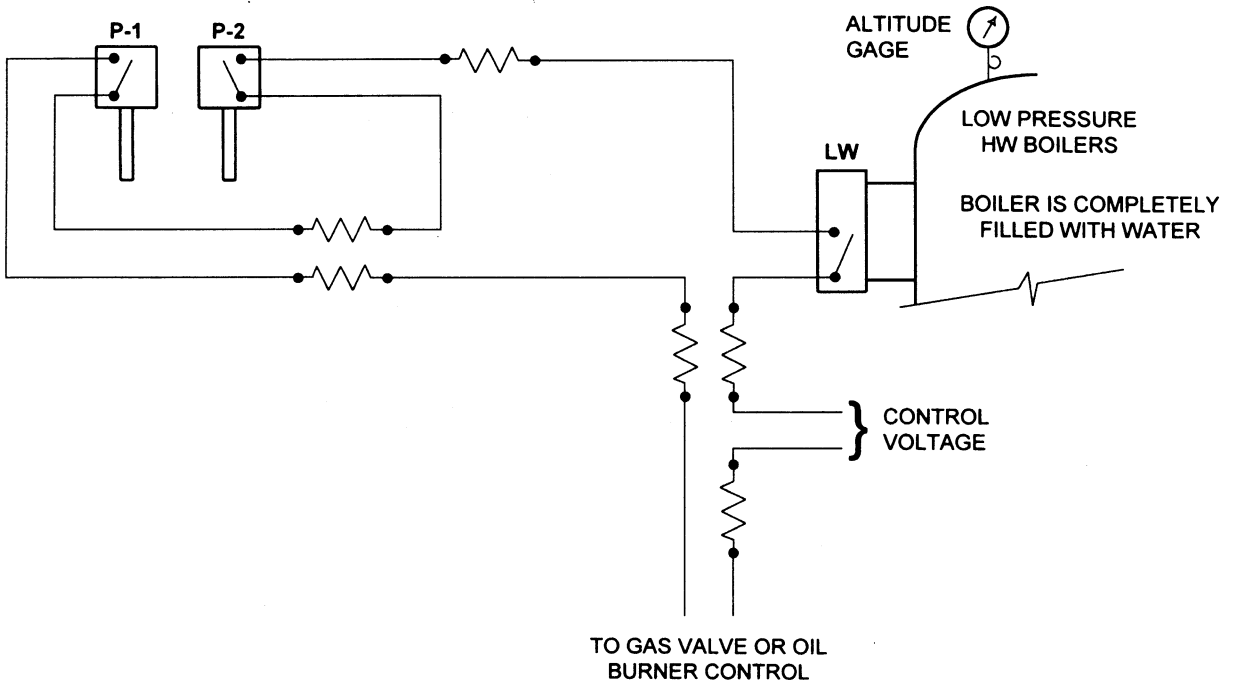 P-1
P-2
ALTITUDE
GAGE
LOW PRESSURE
HW BOILERS
LW
BOILER IS COMPLETELY
FILLED WITH WATER
CONTROL
VOLTAGE
TO GAS VALVE OR OIL
BURNER CONTROL